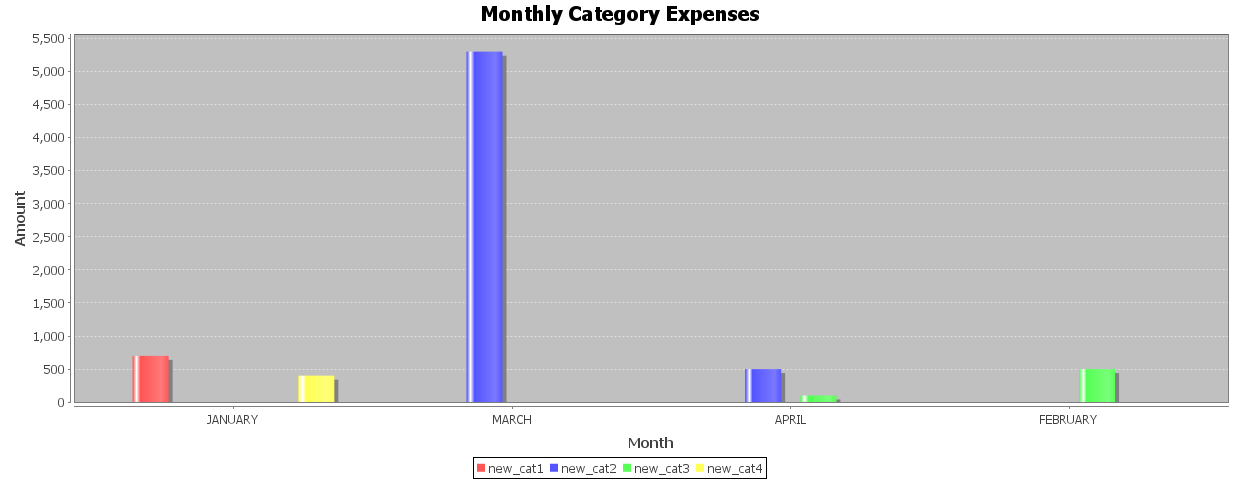 Monthly Category Expenses
5,500
5,000
4,500
4,000
3,500
3,000
2,500
2,000
1,500
1,000
500
0
Amount
JANUARY MARCH APRIL FEBRUARY
Month
new_cat1 new_cat2 new_cat3 new_cat4